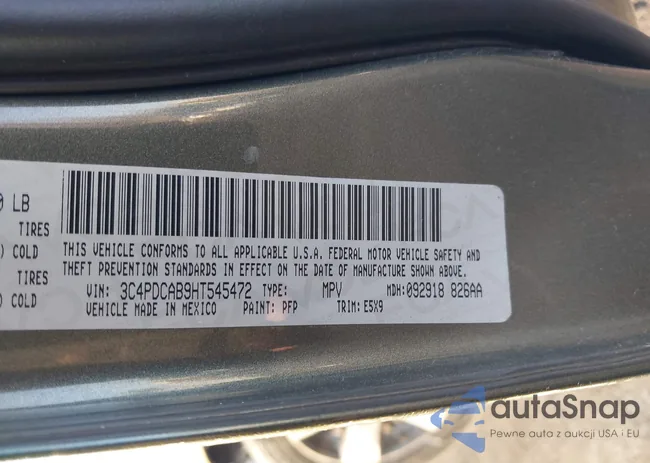 0 LB
TIRES
) COLD
TIRES
) COLD
THIS VEHICLE CONFORMS TO ALL APPLICABLE U.S.A. FEDERAL MOTOR VEHICLE SAFETY AND
THEFT PREVENTION STANDARDS IN EFFECT ON THE DATE OF MANUFACTURE SHOWN ABOVE.
VIN: 3C4PDCAB9HT545472 TYPE: MPV MDH: 092918 826AA
VEHICLE MADE IN MEXICO PAINT: PFP TRIM: E5X9
autaSnap
Pewne auta z aukcji USA i EU